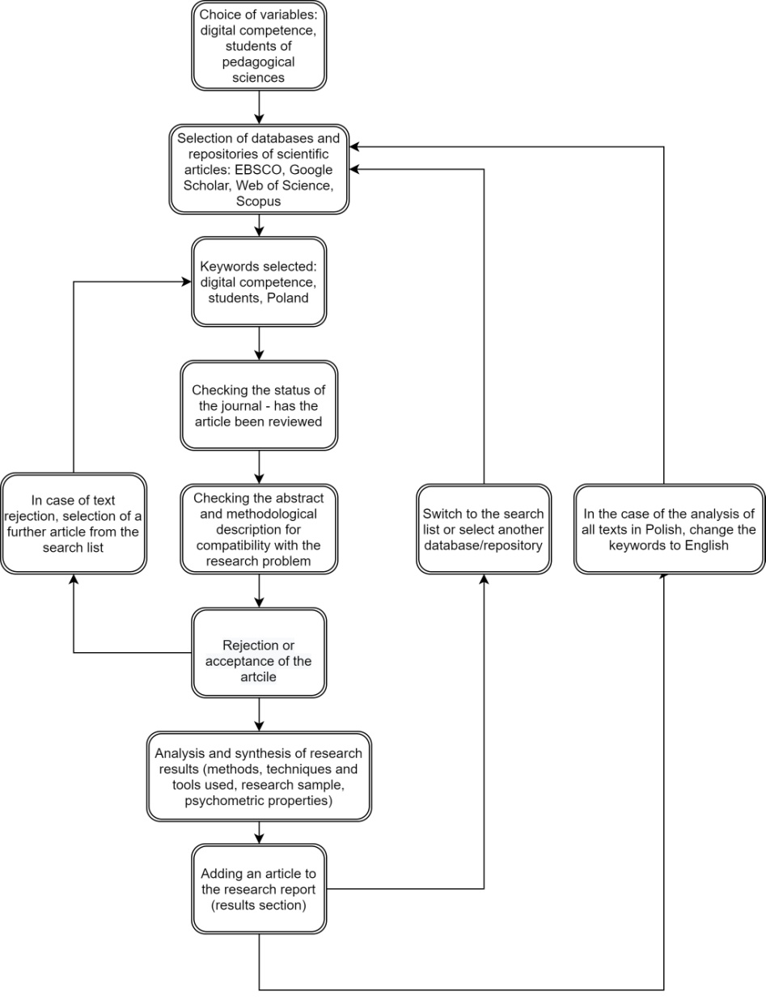 Choice of variables:
digital competence,
students of
pedagogical
sciences
Selection of databases and
repositories of scientific
articles: EBSCO, Google
Scholar, Web of Science,
Scopus
Keywords selected:
digital competence,
students, Poland
Checking the status of
the journal - has the
article been reviewed
In case of text
rejection, selection of a
further article from the
search list
Checking the abstract
and methodological
description for
compatibility with the
research problem
Switch to the search
list or select another
database/repository
In the case of the analysis of
all texts in Polish, change the
keywords to English
Rejection or
acceptance of the
artcile
Analysis and synthesis of research
results (methods, techniques and
tools used, research sample,
psychometric properties)
Adding an article to
the research report
(results section)